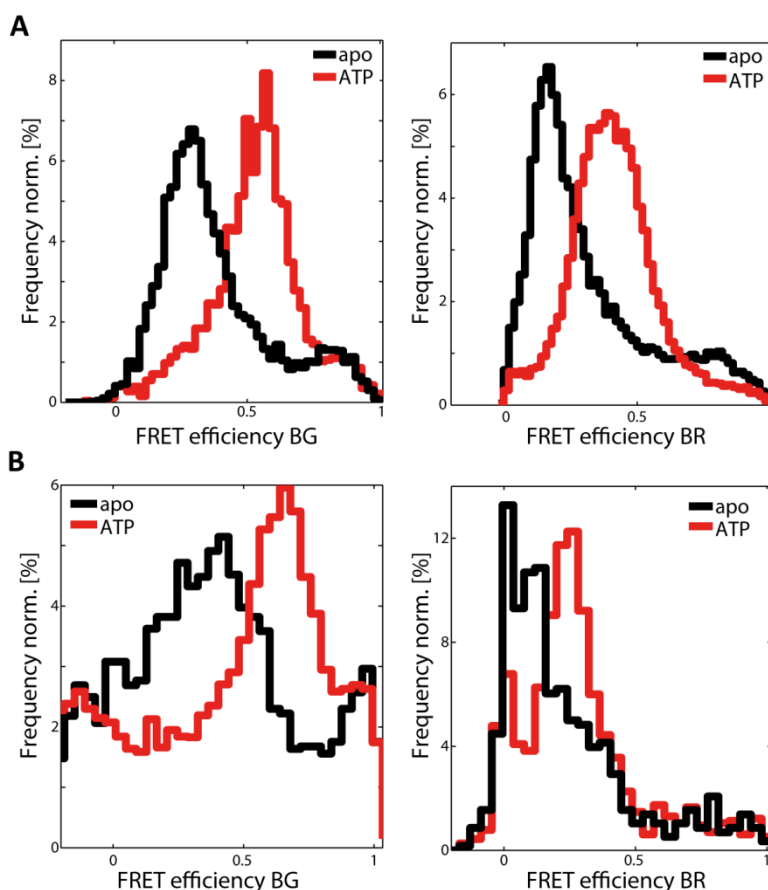 A
apo
ATP
Frequency norm. [%]
8
6
4
2
0
0
0.5
1
FRET efficiency BG
apo
ATP
Frequency norm. [%]
6
4
2
0
0
0.5
FRET efficiency BR
B
apo
ATP
Frequency norm. [%]
6
4
2
0
0
0.5
1
FRET efficiency BG
apo
ATP
Frequency norm. [%]
12
8
4
0
0
0.5
1
FRET efficiency BR